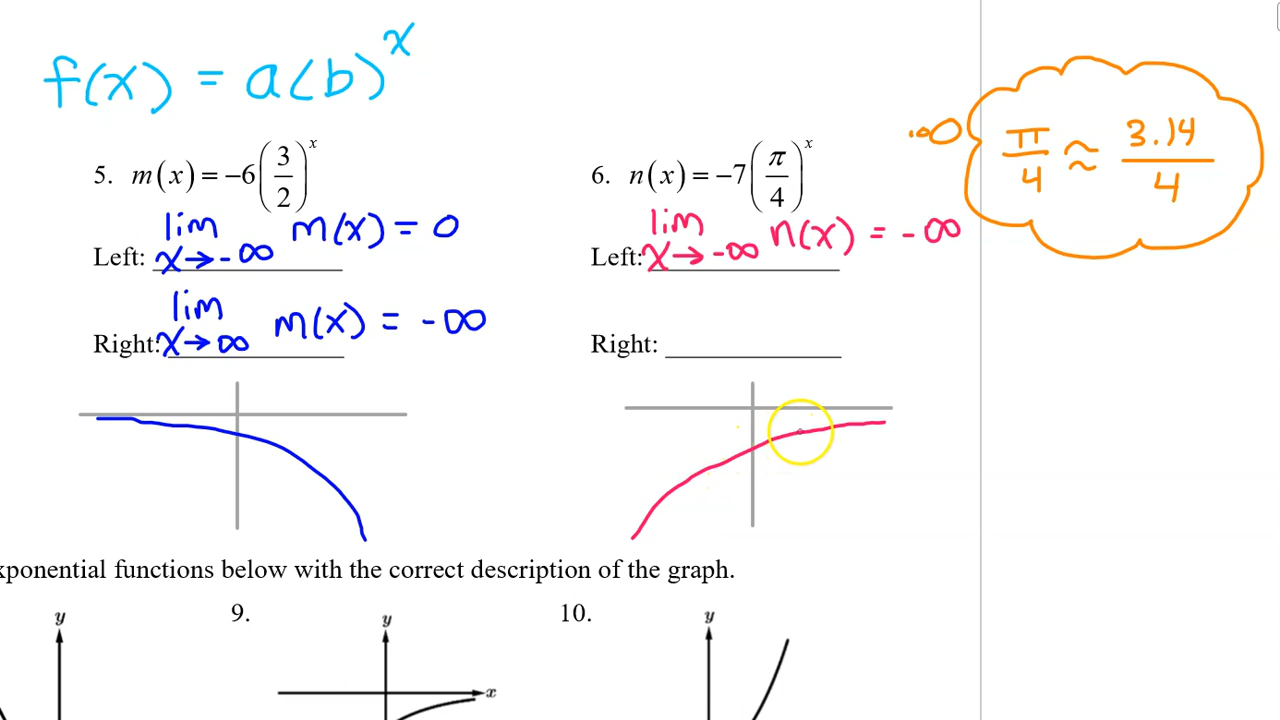 f(x) = a(b)^x
5. m(x) = −6(3/2)^x
lim x→-∞ m(x) = 0
Left:
lim x→∞ m(x) = -∞
Right:
6. n(x) = −7(π/4)^x
lim x→-∞ n(x) = -∞
Left:
Right:
π/4 ≈ 3.14/4
xponential functions below with the correct description of the graph.
y
9.
y
x
10.
y